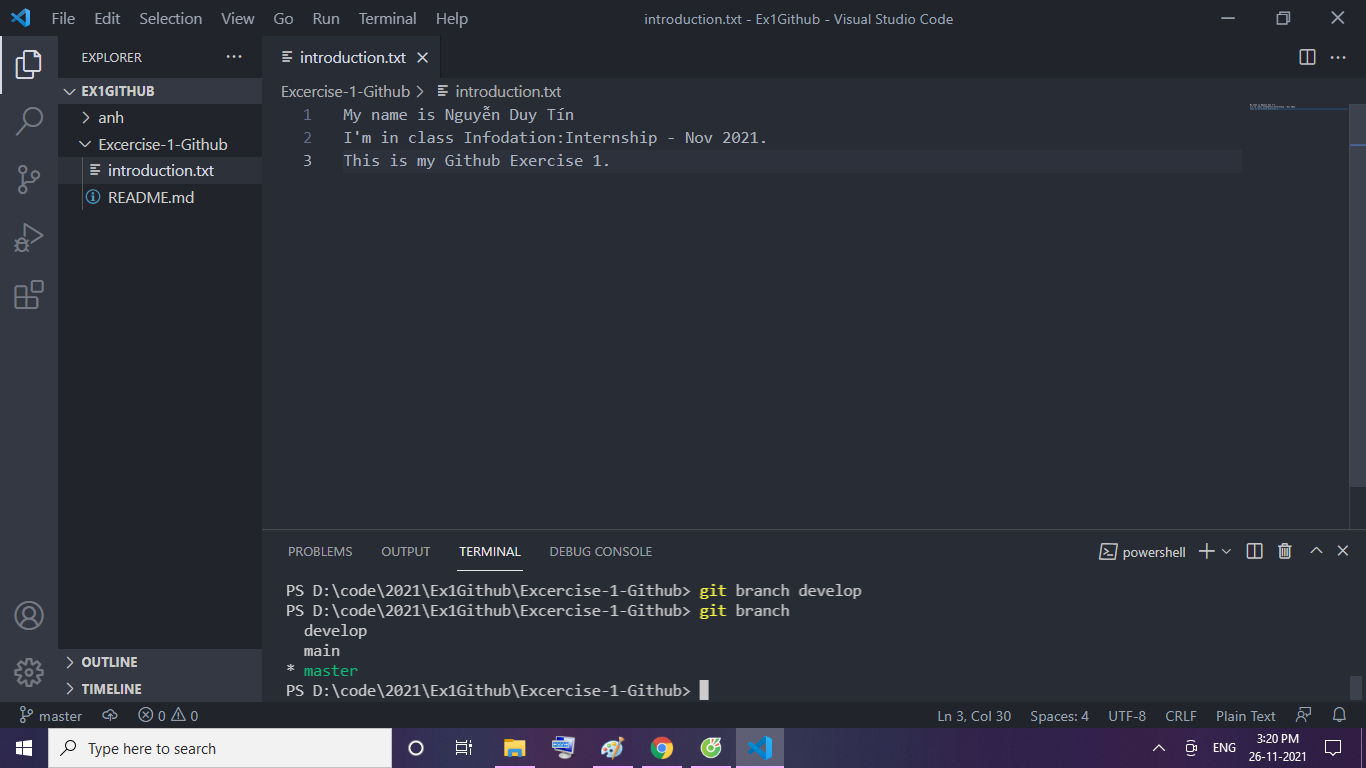 File Edit Selection View Go Run Terminal Help introduction.txt - Ex1Github - Visual Studio Code
EXPLORER
EX1GITHUB
anh
Excercise-1-Github
introduction.txt
README.md
OUTLINE
TIMELINE
introduction.txt
Excercise-1-Github > introduction.txt
1 My name is Nguyễn Duy Tín
2 I'm in class Infodation:Internship - Nov 2021.
3 This is my Github Exercise 1.
PROBLEMS OUTPUT TERMINAL DEBUG CONSOLE powershell
PS D:\code\2021\Ex1Github\Excercise-1-Github> git branch develop
PS D:\code\2021\Ex1Github\Excercise-1-Github> git branch
develop
main
* master
PS D:\code\2021\Ex1Github\Excercise-1-Github>
master 0 0 Ln 3, Col 30 Spaces: 4 UTF-8 CRLF Plain Text
Type here to search ENG 3:20 PM
26-11-2021